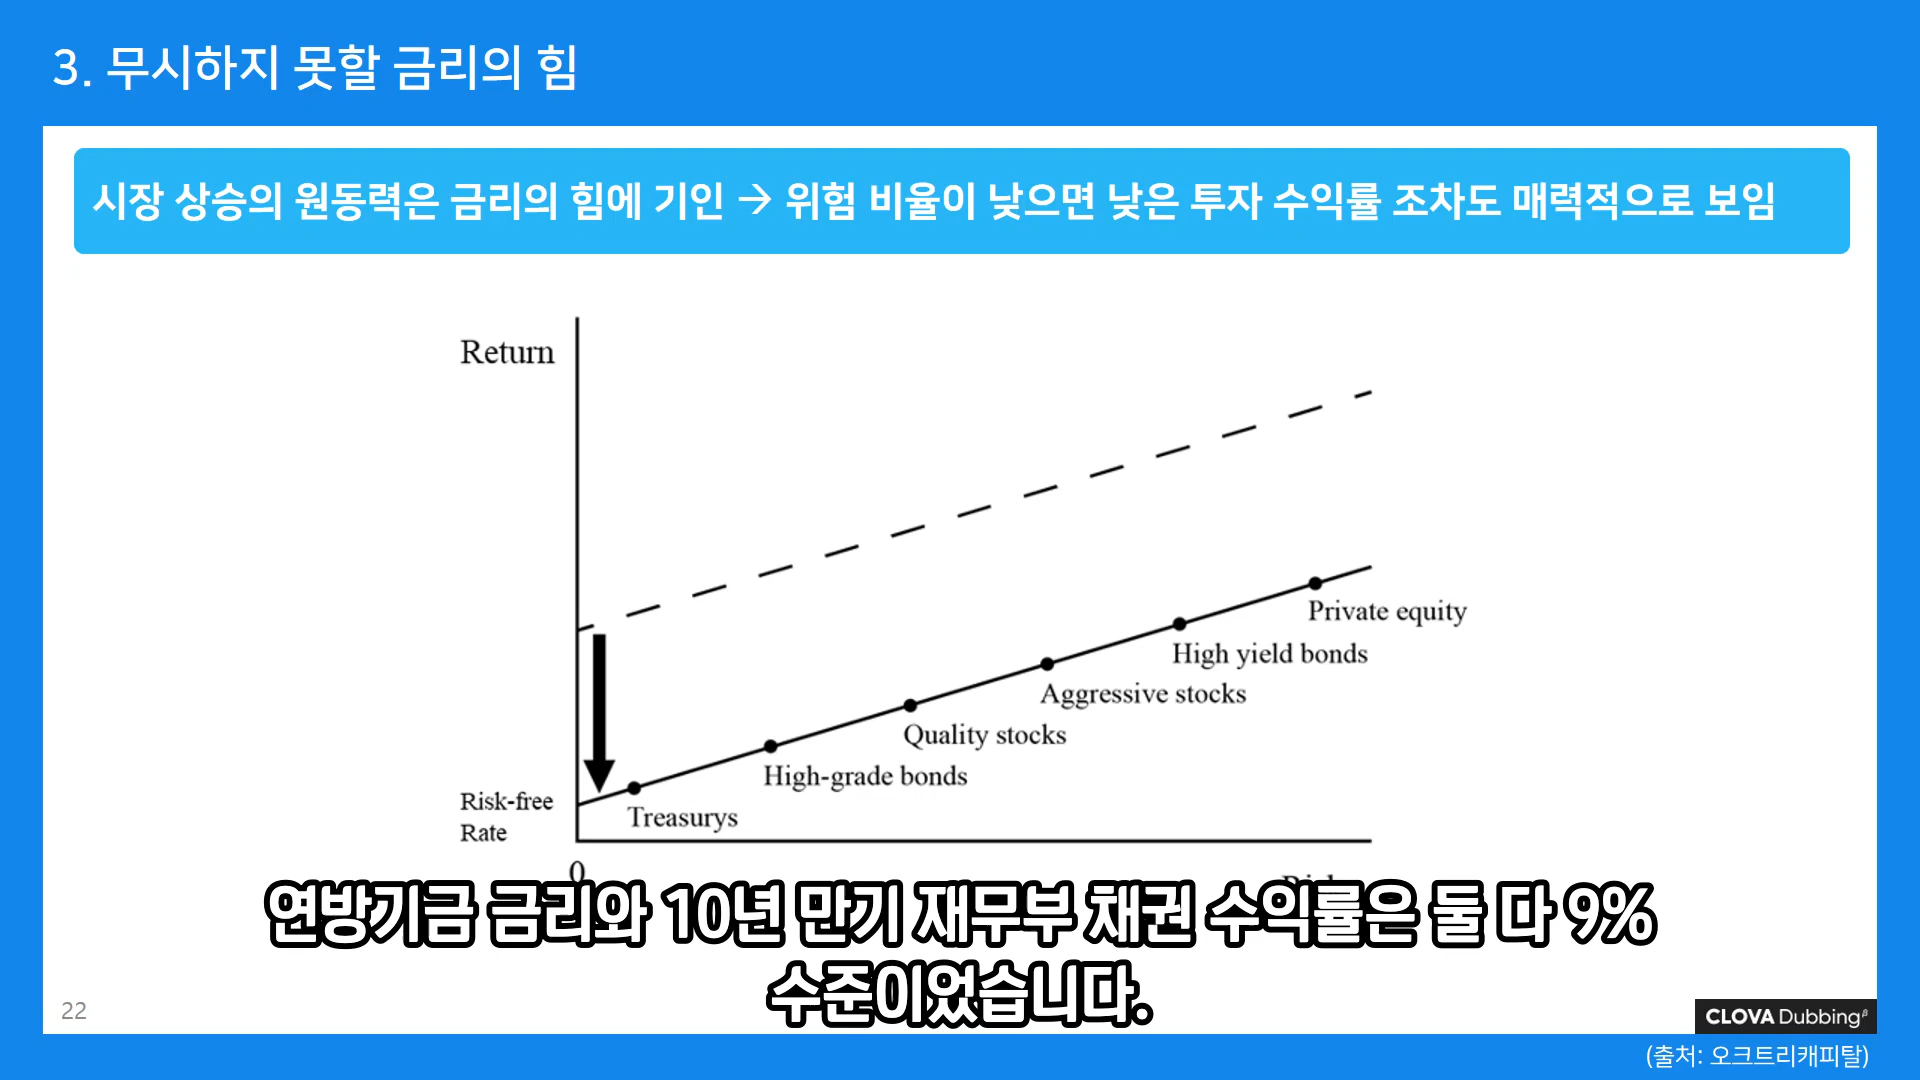 3. 무시하지 못할 금리의 힘
시장 상승의 원동력은 금리의 힘에 기인 → 위험 비율이 낮으면 낮은 투자 수익률 조차도 매력적으로 보임
Return
Private equity
High yield bonds
Aggressive stocks
Quality stocks
High-grade bonds
Risk-free
Rate
Treasurys
0
연방기금 금리와 10년 만기 재무부 채권 수익률은 둘 다 9%
수준이었습니다.
22
CLOVA Dubbing β
(출처: 오크트리캐피탈)